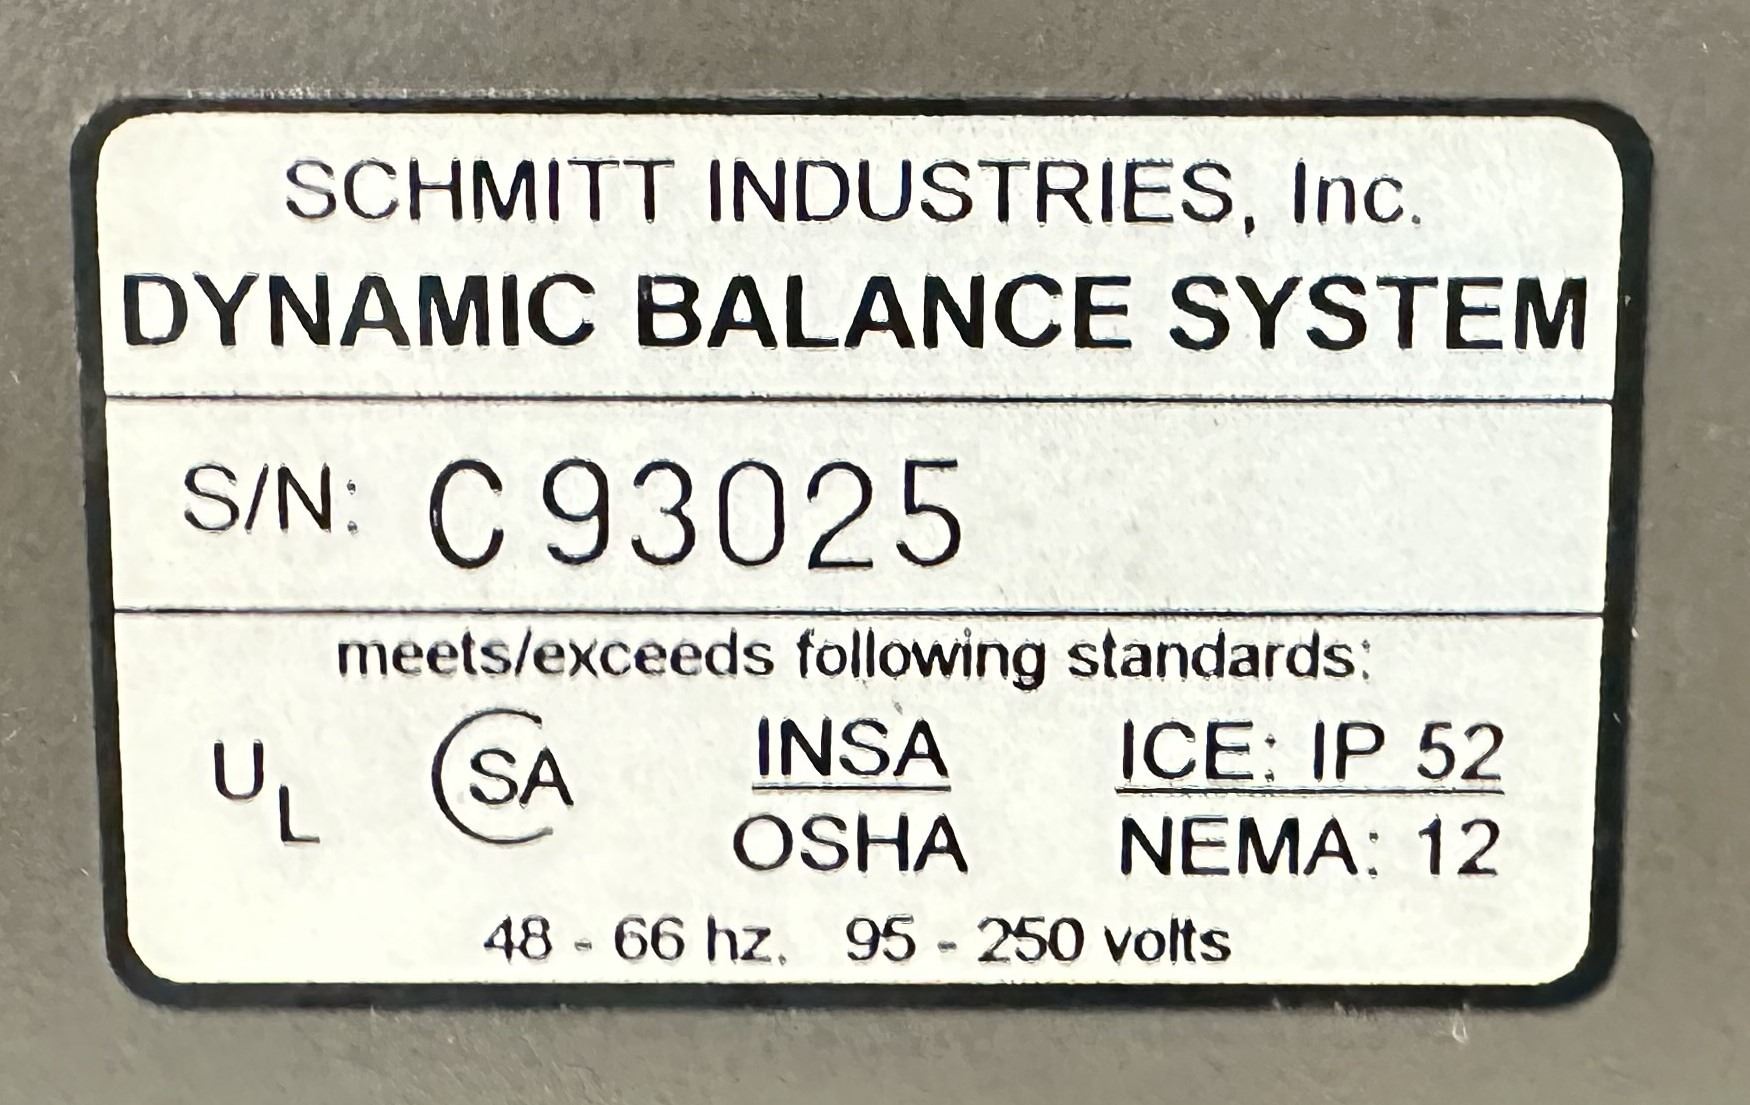 SCHMITT INDUSTRIES, Inc.
DYNAMIC BALANCE SYSTEM
S/N: C93025
meets/exceeds following standards:
UL CSA INSA ICE: IP 52
OSHA NEMA: 12
48 - 66 hz. 95 - 250 volts